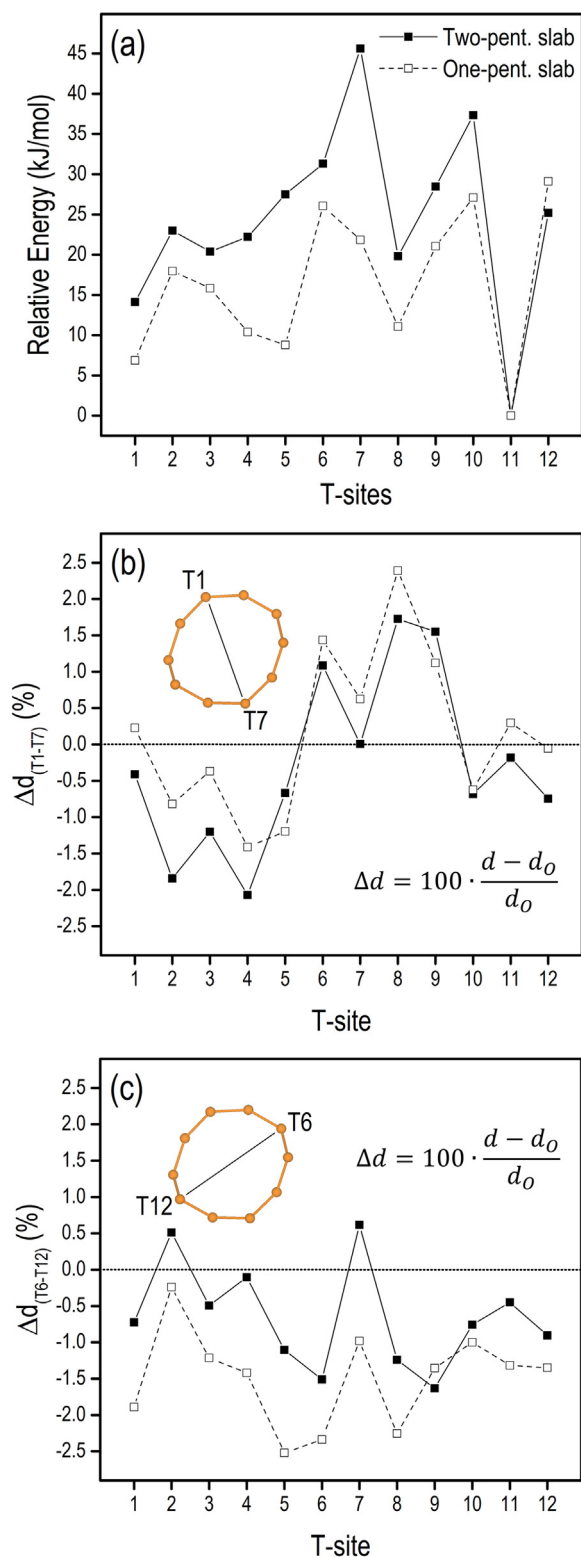 (a)
Two-pent. slab
One-pent. slab
Relative Energy (kJ/mol)
45
40
35
30
25
20
15
10
5
0
1 2 3 4 5 6 7 8 9 10 11 12
T-sites
(b)
T1
T7
Δd(T1-T7) (%)
2.5
2.0
1.5
1.0
0.5
0.0
-0.5
-1.0
-1.5
-2.0
-2.5
Δd = 100 · (d − dO)/dO
1 2 3 4 5 6 7 8 9 10 11 12
T-site
(c)
T6
T12
Δd = 100 · (d − dO)/dO
Δd(T6-T12) (%)
2.5
2.0
1.5
1.0
0.5
0.0
-0.5
-1.0
-1.5
-2.0
-2.5
1 2 3 4 5 6 7 8 9 10 11 12
T-site